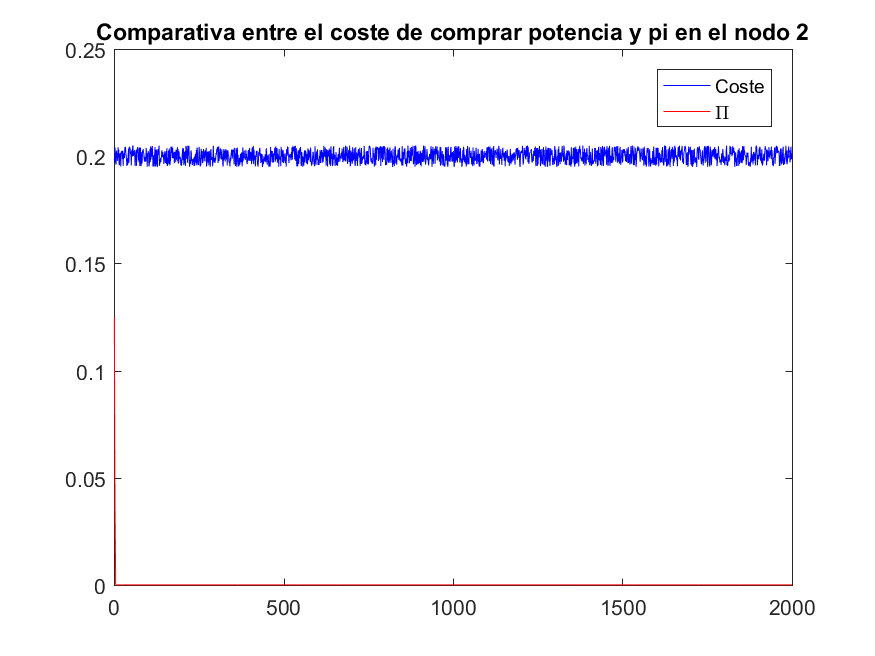 Comparativa entre el coste de comprar potencia y pi en el nodo 2
0.25
Coste
Π
0.2
0.15
0.1
0.05
0
0 500 1000 1500 2000